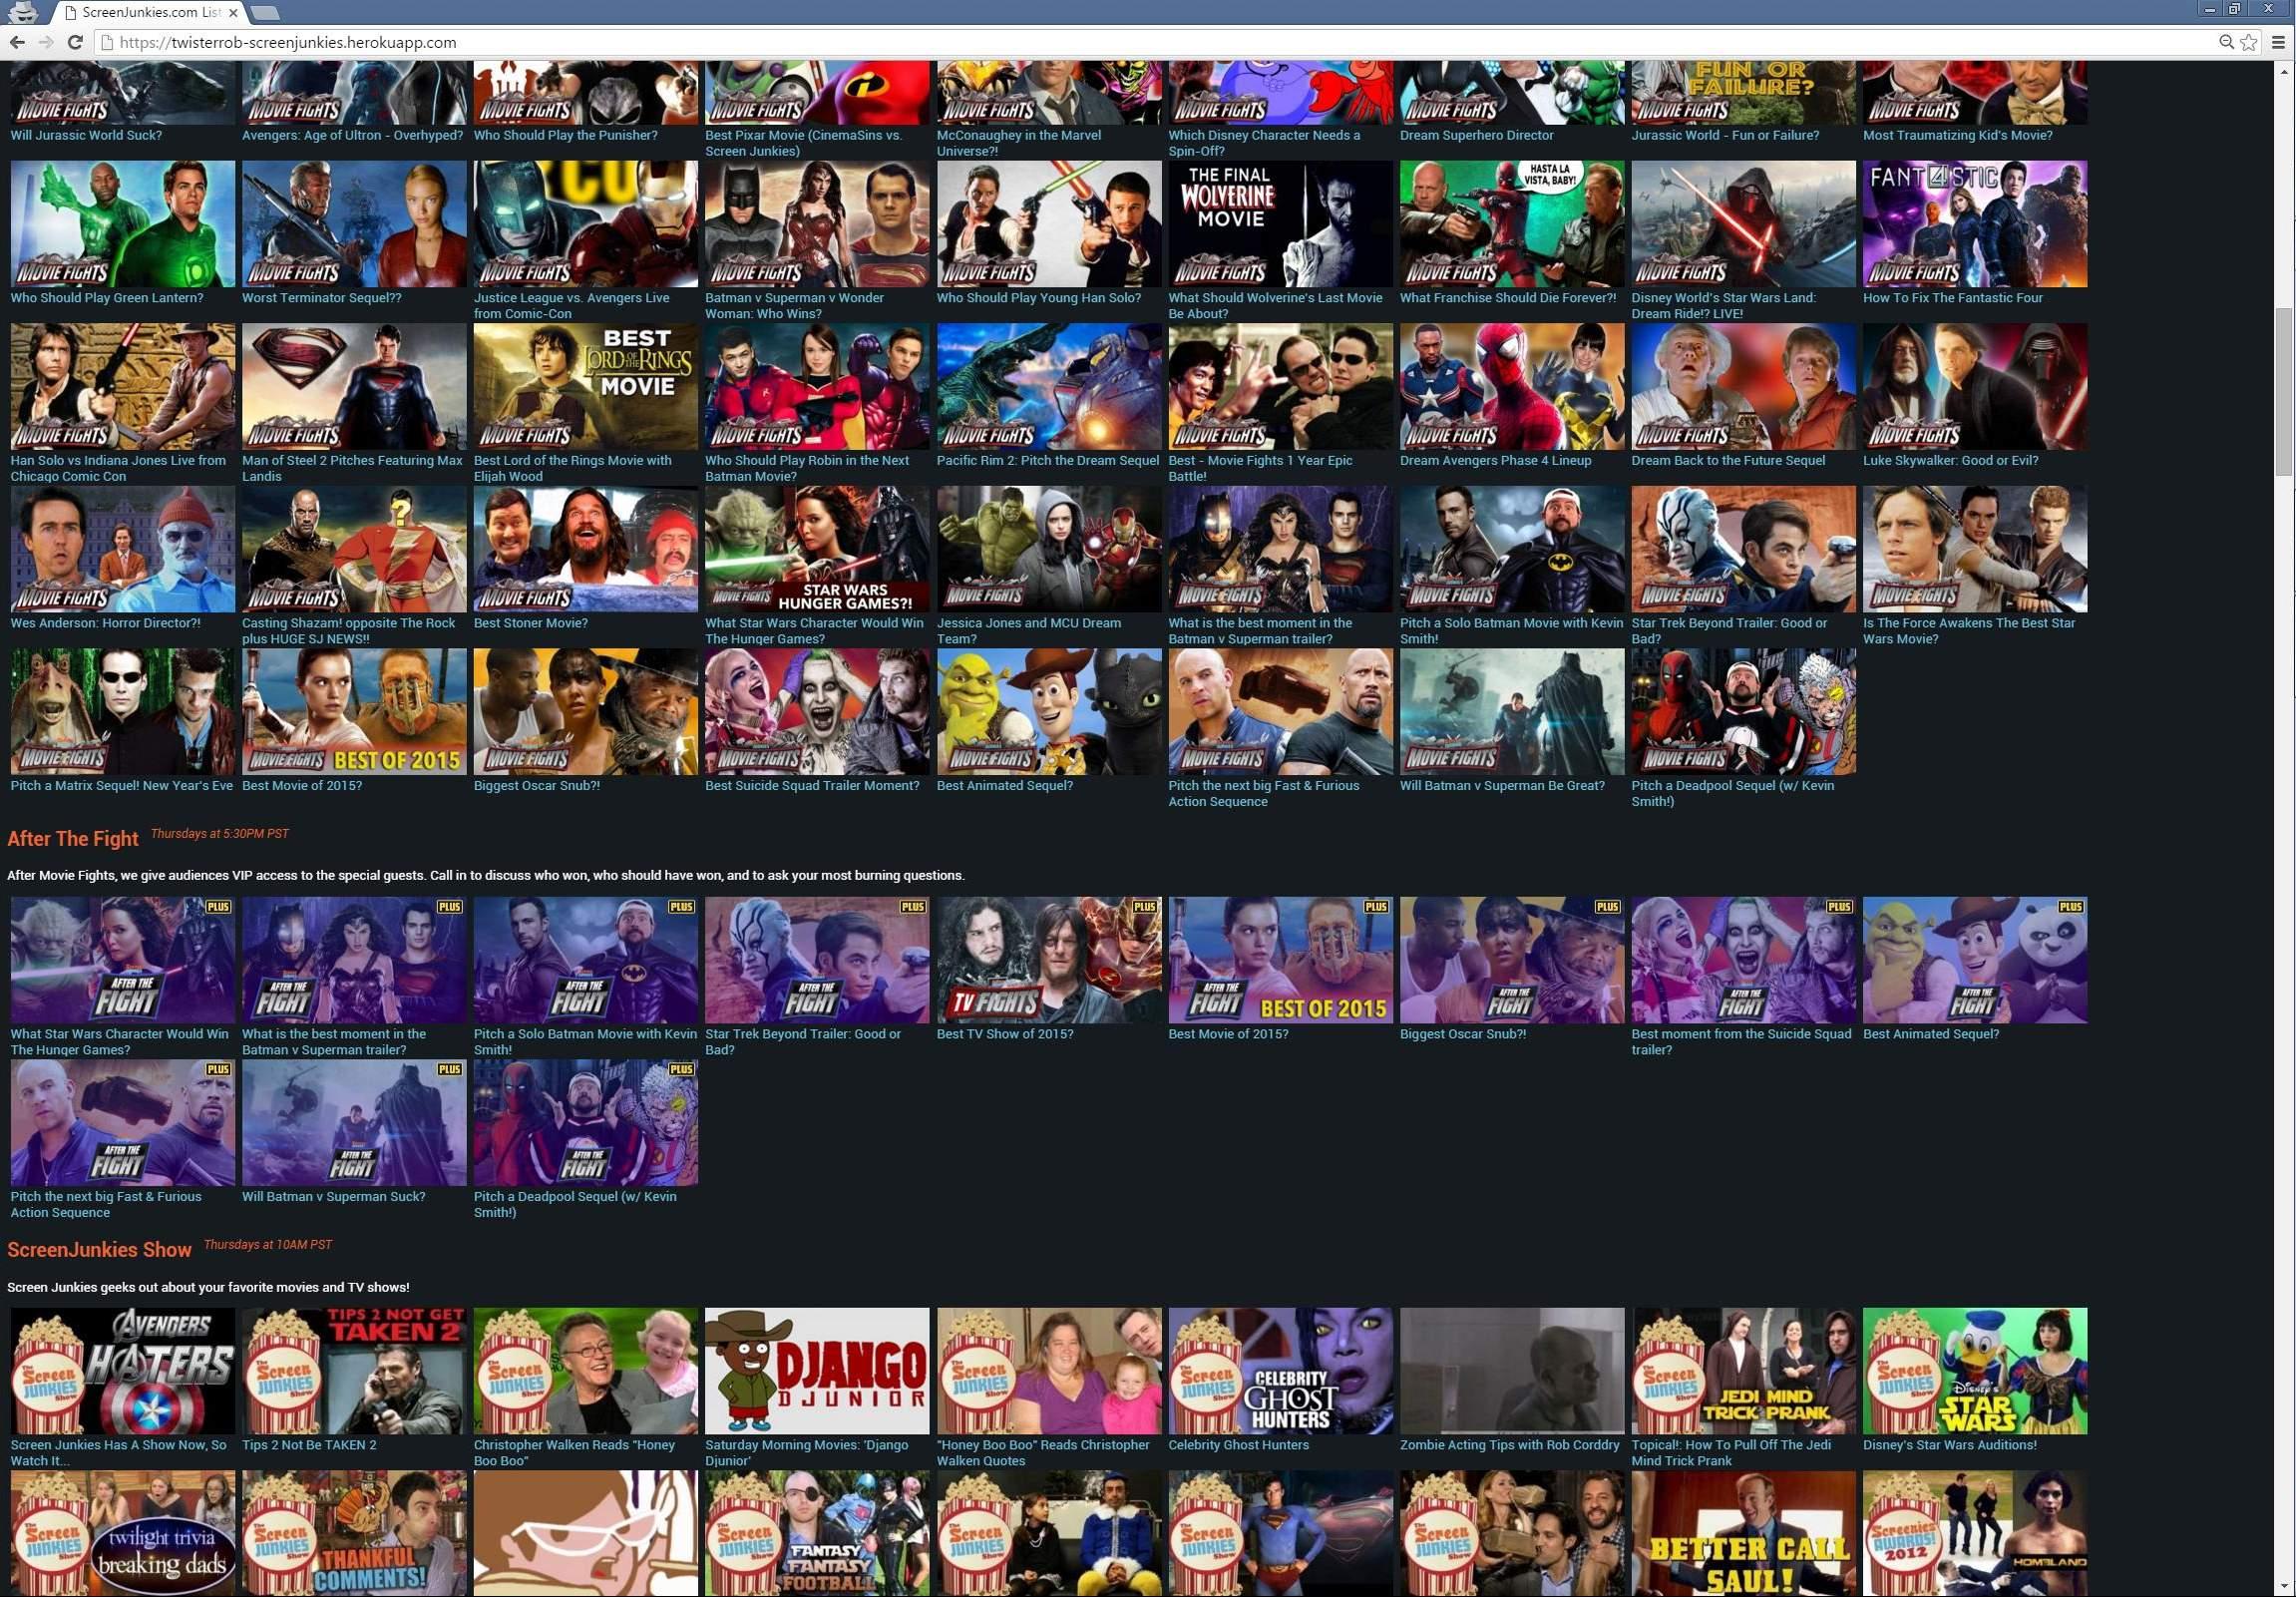 ScreenJunkies.com List
https://twisterrob-screenjunkies.herokuapp.com
MOVIE FIGHTS
MOVIE FIGHTS
MOVIE FIGHTS
MOVIE FIGHTS
MOVIE FIGHTS
MOVIE FIGHTS
MOVIE FIGHTS
FUN OR FAILURE?
MOVIE FIGHTS
MOVIE FIGHTS
Will Jurassic World Suck?
Avengers: Age of Ultron - Overhyped?
Who Should Play the Punisher?
Best Pixar Movie (CinemaSins vs.
Screen Junkies)
McConaughey in the Marvel
Universe?!
Which Disney Character Needs a
Spin-Off?
Dream Superhero Director
Jurassic World - Fun or Failure?
Most Traumatizing Kid's Movie?
MOVIE FIGHTS
MOVIE FIGHTS
MOVIE FIGHTS
MOVIE FIGHTS
MOVIE FIGHTS
THE FINAL
WOLVERINE
MOVIE
MOVIE FIGHTS
HASTA LA
VISTA, BABY!
MOVIE FIGHTS
MOVIE FIGHTS
FANT4STIC
MOVIE FIGHTS
Who Should Play Green Lantern?
Worst Terminator Sequel??
Justice League vs. Avengers Live
from Comic-Con
Batman v Superman v Wonder
Woman: Who Wins?
Who Should Play Young Han Solo?
What Should Wolverine's Last Movie
Be About?
What Franchise Should Die Forever?!
Disney World's Star Wars Land:
Dream Ride!? LIVE!
How To Fix The Fantastic Four
MOVIE FIGHTS
MOVIE FIGHTS
BEST
LORD OF THE RINGS
MOVIE
MOVIE FIGHTS
MOVIE FIGHTS
MOVIE FIGHTS
MOVIE FIGHTS
MOVIE FIGHTS
MOVIE FIGHTS
MOVIE FIGHTS
Han Solo vs Indiana Jones Live from
Chicago Comic Con
Man of Steel 2 Pitches Featuring Max
Landis
Best Lord of the Rings Movie with
Elijah Wood
Who Should Play Robin in the Next
Batman Movie?
Pacific Rim 2: Pitch the Dream Sequel
Best - Movie Fights 1 Year Epic
Battle!
Dream Avengers Phase 4 Lineup
Dream Back to the Future Sequel
Luke Skywalker: Good or Evil?
MOVIE FIGHTS
?
MOVIE FIGHTS
MOVIE FIGHTS
MOVIE FIGHTS
STAR WARS
HUNGER GAMES?!
MOVIE FIGHTS
MOVIE FIGHTS
MOVIE FIGHTS
MOVIE FIGHTS
MOVIE FIGHTS
Wes Anderson: Horror Director?!
Casting Shazam! opposite The Rock
plus HUGE SJ NEWS!!
Best Stoner Movie?
What Star Wars Character Would Win
The Hunger Games?
Jessica Jones and MCU Dream
Team?
What is the best moment in the
Batman v Superman trailer?
Pitch a Solo Batman Movie with Kevin
Smith!
Star Trek Beyond Trailer: Good or
Bad?
Is The Force Awakens The Best Star
Wars Movie?
MOVIE FIGHTS
MOVIE FIGHTS BEST OF 2015
MOVIE FIGHTS
MOVIE FIGHTS
MOVIE FIGHTS
MOVIE FIGHTS
MOVIE FIGHTS
MOVIE FIGHTS
Pitch a Matrix Sequel! New Year's Eve
Best Movie of 2015?
Biggest Oscar Snub?!
Best Suicide Squad Trailer Moment?
Best Animated Sequel?
Pitch the next big Fast & Furious
Action Sequence
Will Batman v Superman Be Great?
Pitch a Deadpool Sequel (w/ Kevin
Smith!)
After The Fight Thursdays at 5:30PM PST
After Movie Fights, we give audiences VIP access to the special guests. Call in to discuss who won, who should have won, and to ask your most burning questions.
PLUS
AFTER THE
FIGHT
PLUS
AFTER THE
FIGHT
PLUS
AFTER THE
FIGHT
PLUS
AFTER THE
FIGHT
PLUS
TV FIGHTS
PLUS
AFTER THE
FIGHT BEST OF 2015
PLUS
AFTER THE
FIGHT
PLUS
AFTER THE
FIGHT
PLUS
AFTER THE
FIGHT
What Star Wars Character Would Win
The Hunger Games?
What is the best moment in the
Batman v Superman trailer?
Pitch a Solo Batman Movie with Kevin
Smith!
Star Trek Beyond Trailer: Good or
Bad?
Best TV Show of 2015?
Best Movie of 2015?
Biggest Oscar Snub?!
Best moment from the Suicide Squad
trailer?
Best Animated Sequel?
PLUS
AFTER THE
FIGHT
PLUS
AFTER THE
FIGHT
PLUS
AFTER THE
FIGHT
Pitch the next big Fast & Furious
Action Sequence
Will Batman v Superman Suck?
Pitch a Deadpool Sequel (w/ Kevin
Smith!)
ScreenJunkies Show Thursdays at 10AM PST
Screen Junkies geeks out about your favorite movies and TV shows!
The Screen Junkies Show
AVENGERS
HATERS
The Screen Junkies Show
TIPS 2 NOT GET
TAKEN 2
The Screen Junkies Show
DJANGO
DJUNIOR
The Screen Junkies Show
The Screen Junkies Show
CELEBRITY
GHOST
HUNTERS
The Screen Junkies Show
JEDI MIND
TRICK PRANK
The Screen Junkies Show
DISNEY'S
STAR
WARS
Screen Junkies Has A Show Now, So
Watch It...
Tips 2 Not Be TAKEN 2
Christopher Walken Reads "Honey
Boo Boo"
Saturday Morning Movies: 'Django
Djunior'
"Honey Boo Boo" Reads Christopher
Walken Quotes
Celebrity Ghost Hunters
Zombie Acting Tips with Rob Corddry
Topical!: How To Pull Off The Jedi
Mind Trick Prank
Disney's Star Wars Auditions!
The Screen Junkies Show
twilight trivia
breaking dads
The Screen Junkies Show
THANKFUL
COMMENTS!
The Screen Junkies Show
FANTASY
FANTASY
FOOTBALL
The Screen Junkies Show
The Screen Junkies Show
The Screen Junkies Show
BETTER CALL
SAUL!
Screenies
AWARDS!
2012
HOMELAND